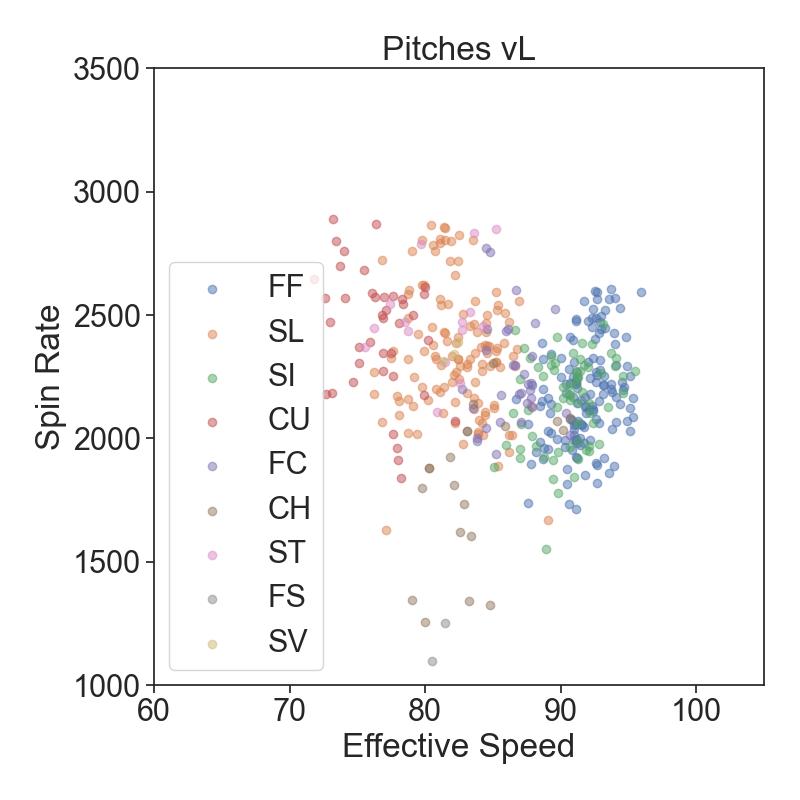 Pitches vL
3500
3000
2500
2000
1500
1000
Spin Rate
FF
SL
SI
CU
FC
CH
ST
FS
SV
60 70 80 90 100
Effective Speed